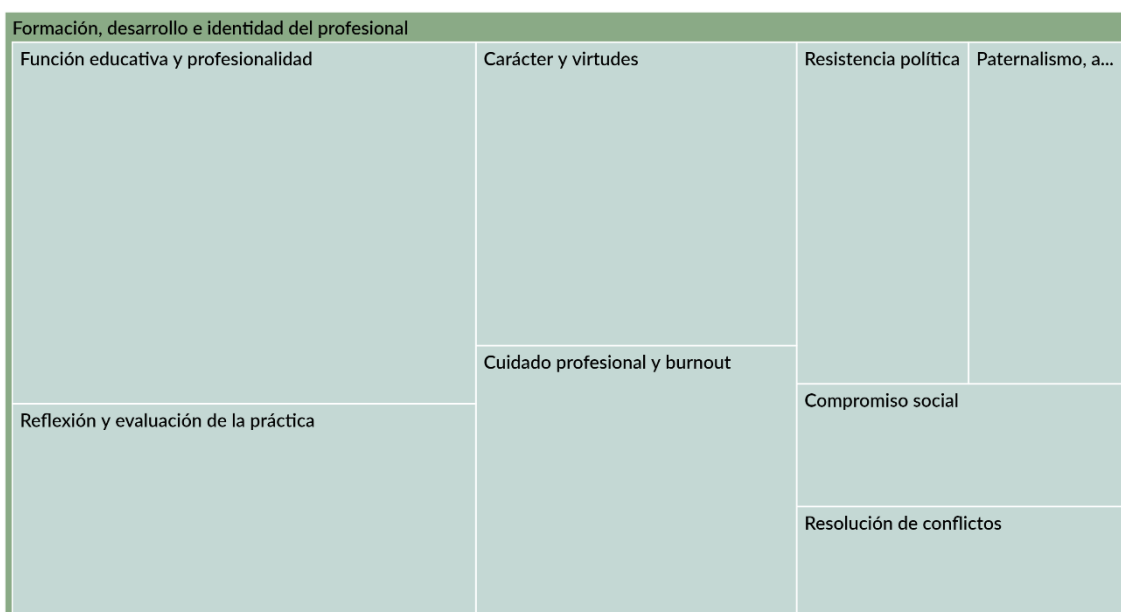 Formación, desarrollo e identidad del profesional
Función educativa y profesionalidad
Carácter y virtudes
Resistencia política
Paternalismo, a...
Cuidado profesional y burnout
Compromiso social
Reflexión y evaluación de la práctica
Resolución de conflictos